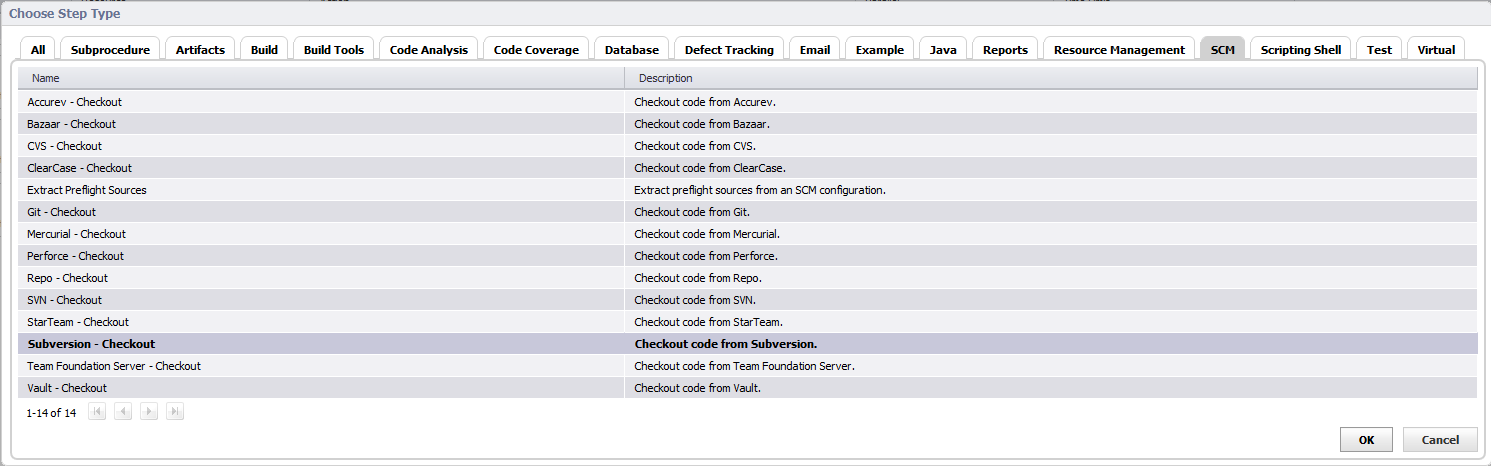 Choose Step Type
All Subprocedure Artifacts Build Build Tools Code Analysis Code Coverage Database Defect Tracking Email Example Java Reports Resource Management SCM Scripting Shell Test Virtual
Name Description
Accurev - Checkout Checkout code from Accurev.
Bazaar - Checkout Checkout code from Bazaar.
CVS - Checkout Checkout code from CVS.
ClearCase - Checkout Checkout code from ClearCase.
Extract Preflight Sources Extract preflight sources from an SCM configuration.
Git - Checkout Checkout code from Git.
Mercurial - Checkout Checkout code from Mercurial.
Perforce - Checkout Checkout code from Perforce.
Repo - Checkout Checkout code from Repo.
SVN - Checkout Checkout code from SVN.
StarTeam - Checkout Checkout code from StarTeam.
Subversion - Checkout Checkout code from Subversion.
Team Foundation Server - Checkout Checkout code from Team Foundation Server.
Vault - Checkout Checkout code from Vault.
1-14 of 14
OK Cancel